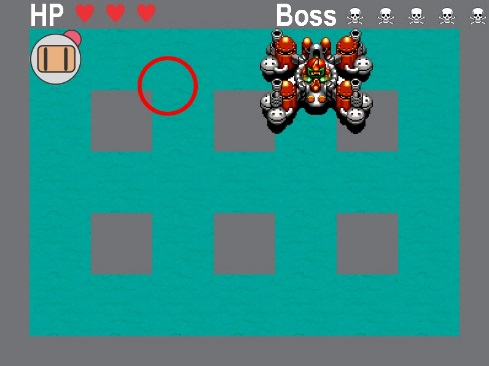 HP ♥ ♥ ♥
Boss ☠ ☠ ☠ ☠ ☠